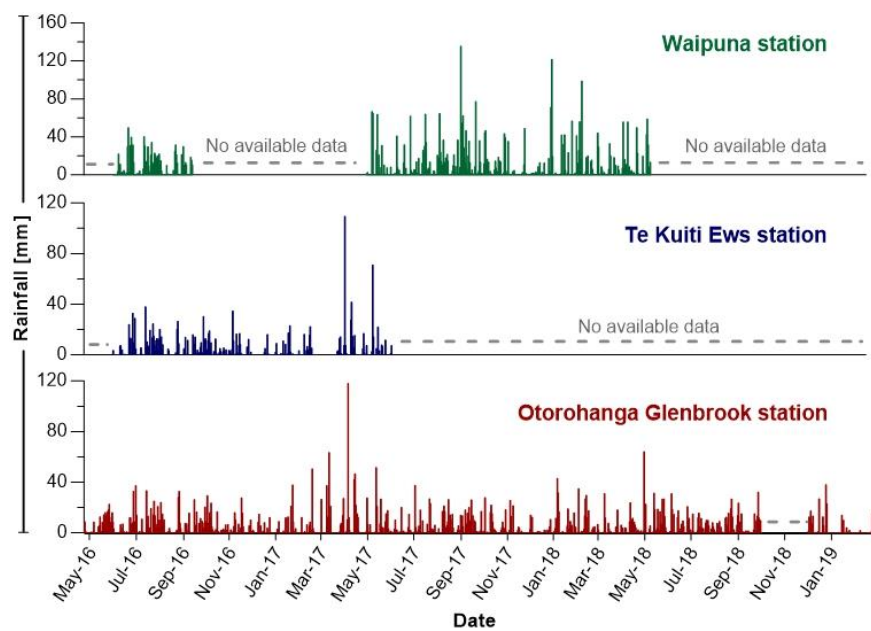 160
Waipuna station
120
80
No available data
No available data
40
0
120
Te Kuiti Ews station
80
40
No available data
0
Rainfall [mm]
120
Otorohanga Glenbrook station
80
40
0
May-16
Jul-16
Sep-16
Nov-16
Jan-17
Mar-17
May-17
Jul-17
Sep-17
Nov-17
Jan-18
Mar-18
May-18
Jul-18
Sep-18
Nov-18
Jan-19
Date